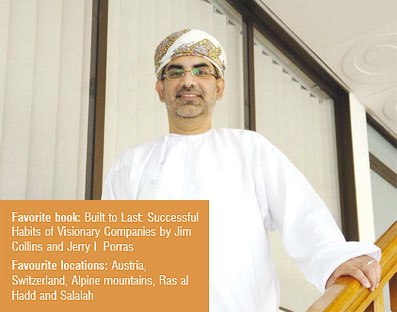 Favorite book: Built to Last: Successful
Habits of Visionary Companies by Jim
Collins and Jerry I. Porras
Favourite locations: Austria,
Switzerland, Alpine mountains, Ras al
Hadd and Salalah